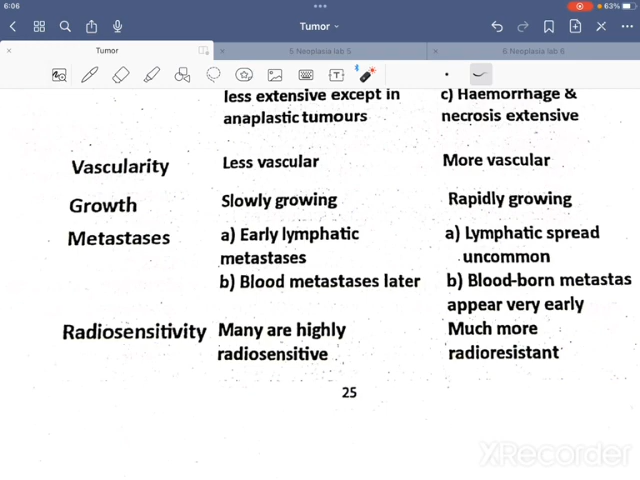 6:06
63%
Tumor
Tumor
5 Neoplasia lab 5
6 Neoplasia lab 6
less extensive except in
anaplastic tumours
c) Haemorrhage &
necrosis extensive
Vascularity
Less vascular
More vascular
Growth
Slowly growing
Rapidly growing
Metastases
a) Early lymphatic
metastases
b) Blood metastases later
a) Lymphatic spread
uncommon
b) Blood-born metastas
appear very early
Radiosensitivity
Many are highly
radiosensitive
Much more
radioresistant
25
XRecorder